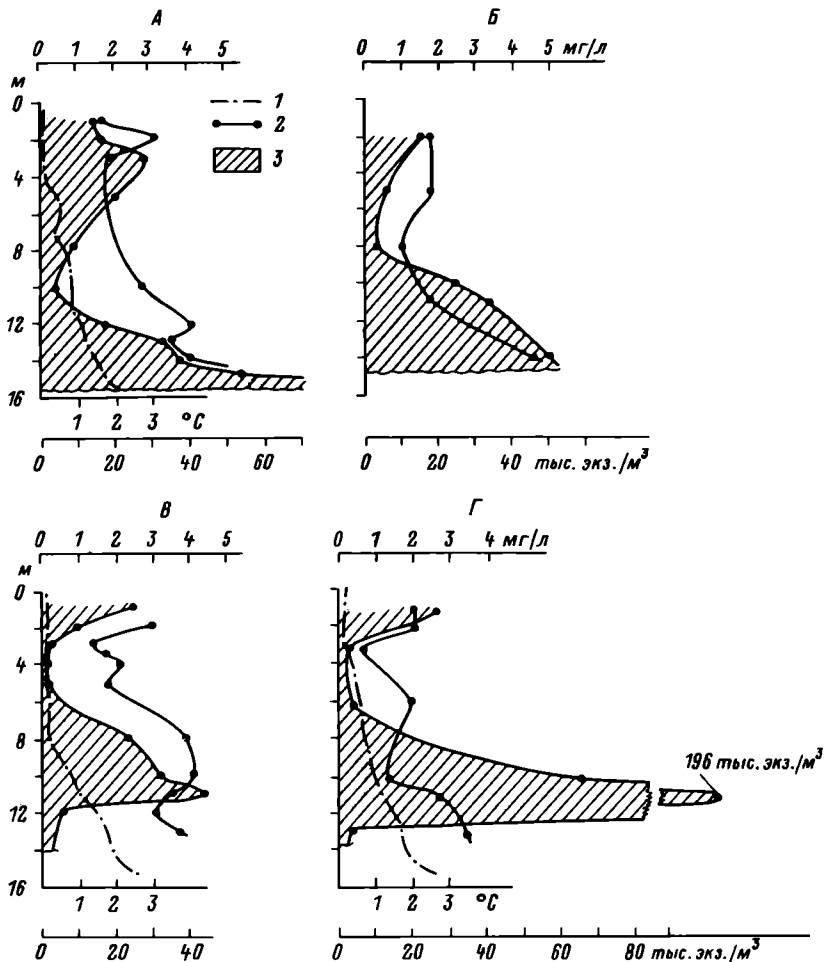 А Б
0 1 2 3 4 5 0 1 2 3 4 5 мг/л
м
0
1
2
3
4
8
12
16
1 2 3 °С
0 20 40 60 0 20 40 тыс. экз./м³
В Г
0 1 2 3 4 5 0 1 2 3 4 мг/л
м
0
4
8
196 тыс. экз./м³
12
16
1 2 3 1 2 3 °С
0 20 40 0 20 40 60 80 тыс. экз./м³